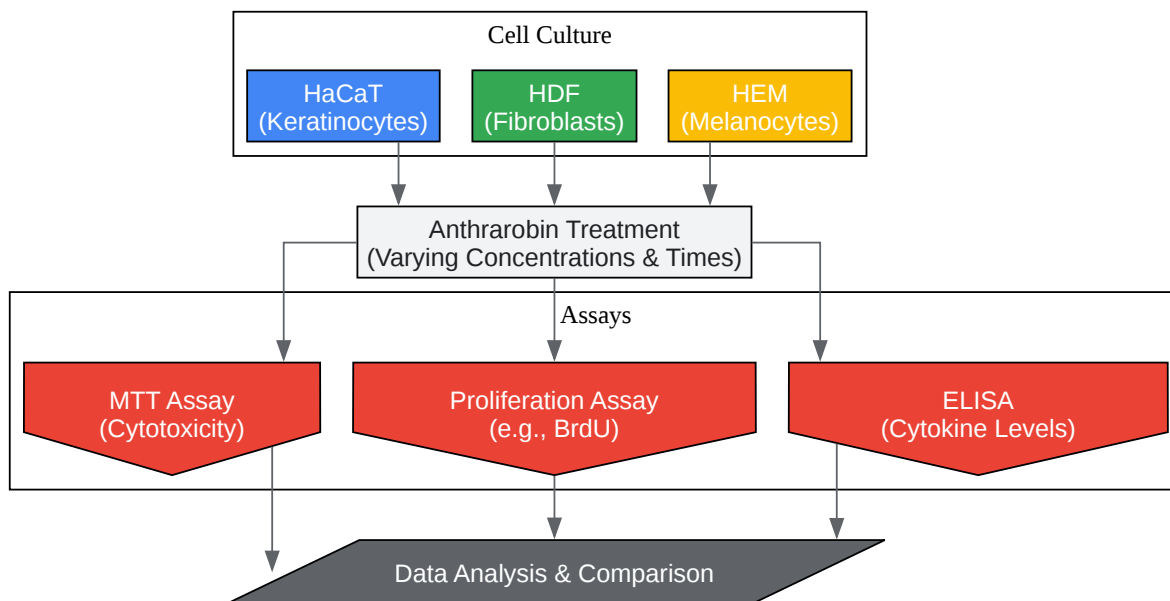 Cell Culture
HaCaT
(Keratinocytes)
HDF
(Fibroblasts)
HEM
(Melanocytes)
Anthrarobin Treatment
(Varying Concentrations & Times)
Assays
MTT Assay
(Cytotoxicity)
Proliferation Assay
(e.g., BrdU)
ELISA
(Cytokine Levels)
Data Analysis & Comparison